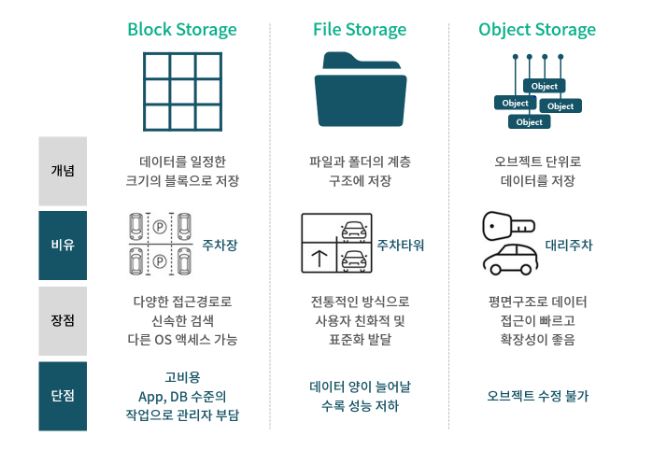 Block Storage
File Storage
Object Storage
Object
Object
Object
Object
개념
데이터를 일정한
크기의 블록으로 저장
파일과 폴더의 계층
구조에 저장
오브젝트 단위로
데이터를 저장
비유
P
P
주차장
주차타워
대리주차
장점
다양한 접근경로로
신속한 검색
다른 OS 액세스 가능
전통적인 방식으로
사용자 친화적 및
표준화 발달
평면구조로 데이터
접근이 빠르고
확장성이 좋음
단점
고비용
App, DB 수준의
작업으로 관리자 부담
데이터 양이 늘어날
수록 성능 저하
오브젝트 수정 불가